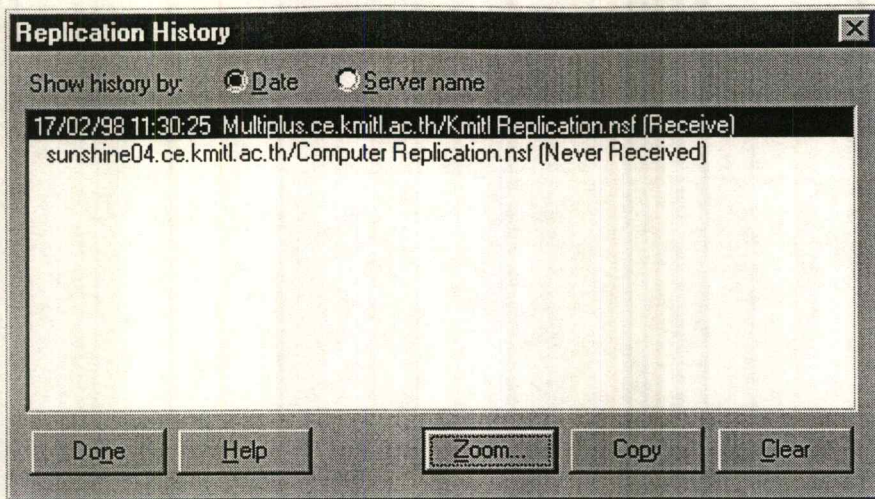 Replication History
Show history by: Date Server name
17/02/98 11:30:25 Multiplus.ce.kmitl.ac.th/Kmitl Replication.nsf (Receive)
sunshine04.ce.kmitl.ac.th/Computer Replication.nsf (Never Received)
Done Help Zoom... Copy Clear